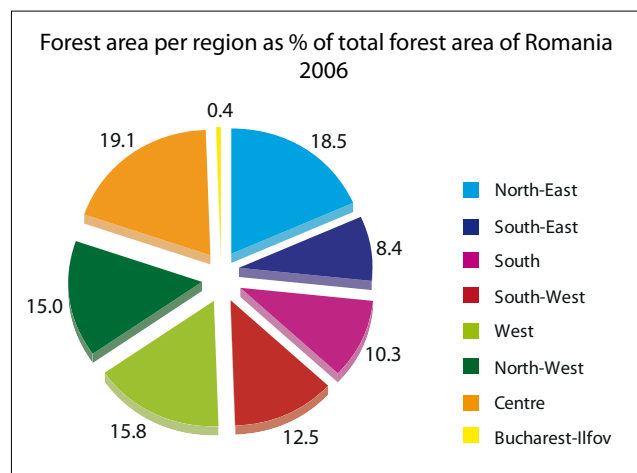 Forest area per region as % of total forest area of Romania
2006
0.4
18.5
19.1
8.4
15.0
10.3
15.8
12.5
North-East
South-East
South
South-West
West
North-West
Centre
Bucharest-Ilfov